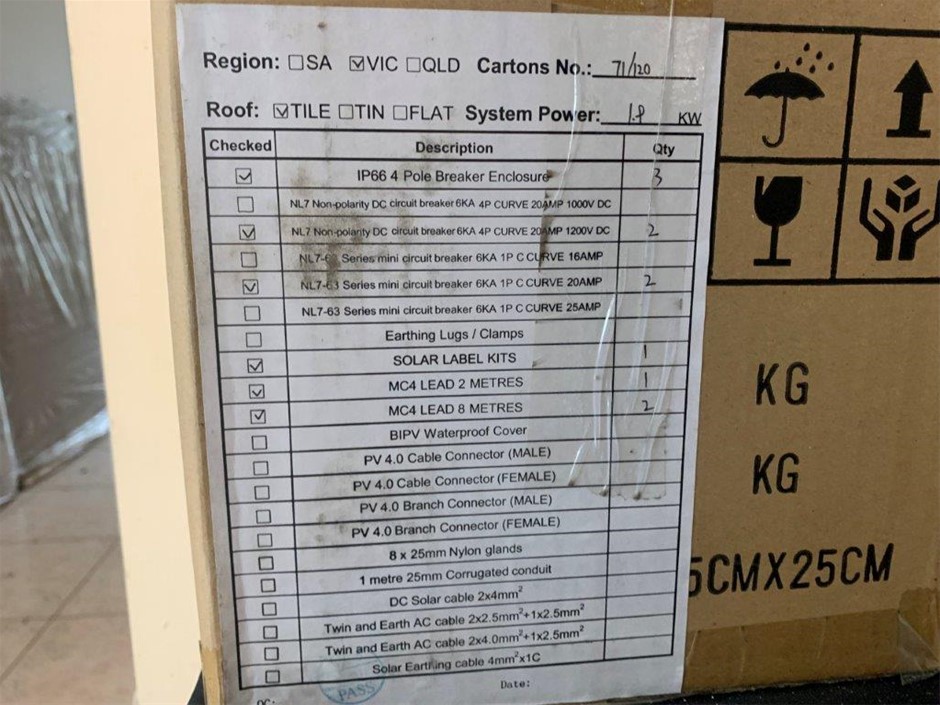 Region: ☐SA ☑VIC ☐QLD Cartons No.: 71/120
Roof: ☑TILE ☐TIN ☐FLAT System Power: 1.8 KW
Checked Description Qty
☑ IP66 4 Pole Breaker Enclosure 3
☐ NL7 Non-polarity DC circuit breaker 6KA 4P CURVE 20AMP 1000V DC
☑ NL7 Non-polarity DC circuit breaker 6KA 4P CURVE 20AMP 1200V DC 2
☐ NL7-63 Series mini circuit breaker 6KA 1P C CURVE 16AMP
☑ NL7-63 Series mini circuit breaker 6KA 1P C CURVE 20AMP 2
☐ NL7-63 Series mini circuit breaker 6KA 1P C CURVE 25AMP
☐ Earthing Lugs / Clamps
☑ SOLAR LABEL KITS 1
☑ MC4 LEAD 2 METRES 1
☑ MC4 LEAD 8 METRES 2
☐ BIPV Waterproof Cover
☐ PV 4.0 Cable Connector (MALE)
☐ PV 4.0 Cable Connector (FEMALE)
☐ PV 4.0 Branch Connector (MALE)
☐ PV 4.0 Branch Connector (FEMALE)
☐ 8 x 25mm Nylon glands
☐ 1 metre 25mm Corrugated conduit
☐ DC Solar cable 2x4mm²
☐ Twin and Earth AC cable 2x2.5mm²+1x2.5mm²
☐ Twin and Earth AC cable 2x4.0mm²+1x2.5mm²
☐ Solar Earthing cable 4mm²x1C
PASS
Date:
KG
KG
5CMX25CM